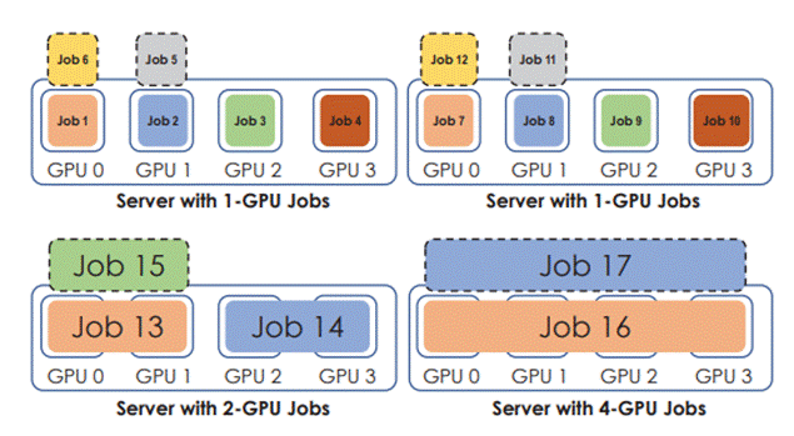 Job 6 Job 5 Job 12 Job 11
Job 1 Job 2 Job 3 Job 4 Job 7 Job 8 Job 9 Job 10
GPU 0 GPU 1 GPU 2 GPU 3 GPU 0 GPU 1 GPU 2 GPU 3
Server with 1-GPU Jobs Server with 1-GPU Jobs
Job 15 Job 17
Job 13 Job 14 Job 16
GPU 0 GPU 1 GPU 2 GPU 3 GPU 0 GPU 1 GPU 2 GPU 3
Server with 2-GPU Jobs Server with 4-GPU Jobs